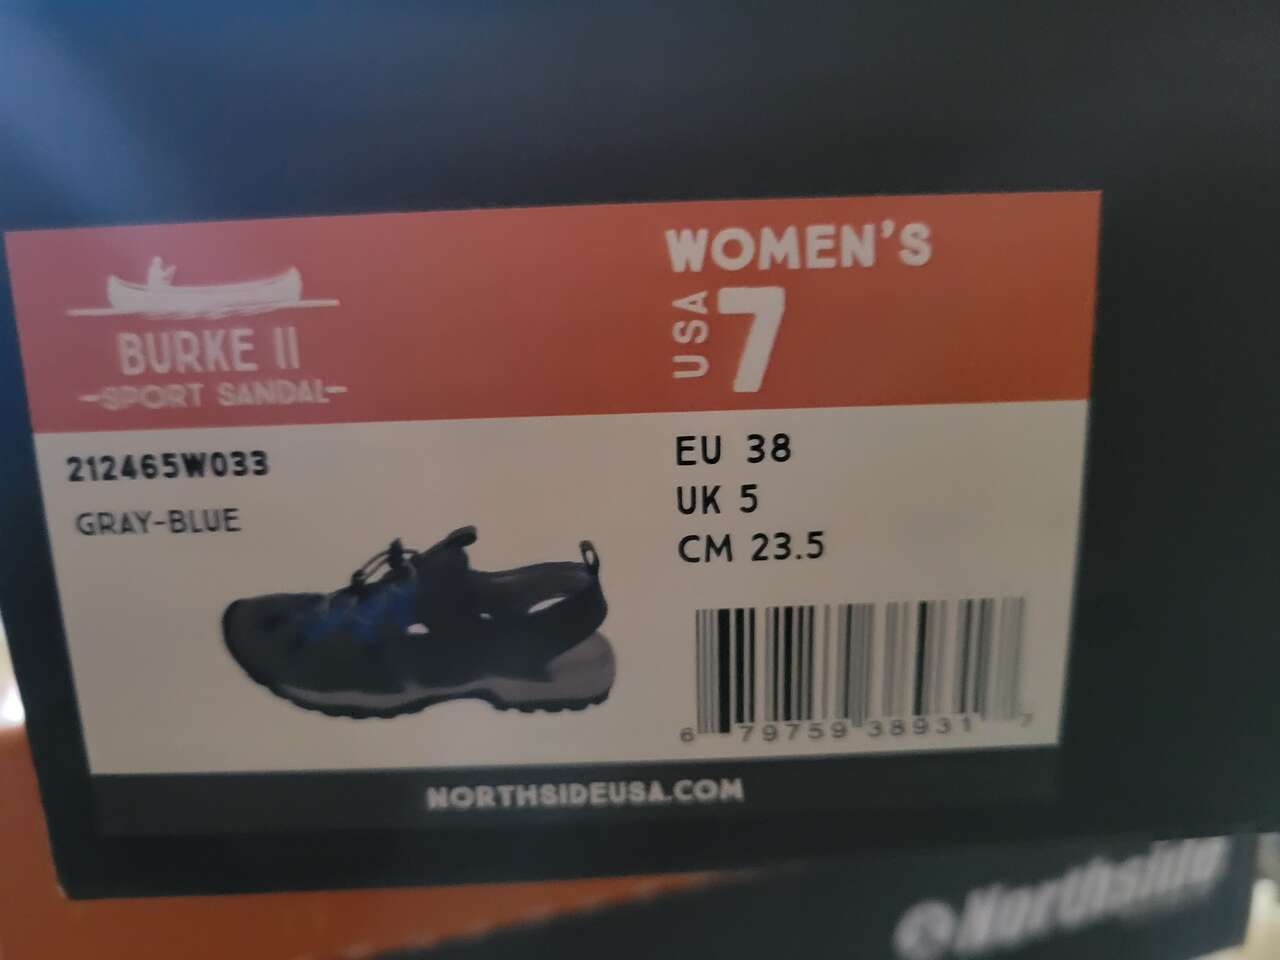 BURKE II
-SPORT SANDAL-
212465W033
GRAY-BLUE
WOMEN'S
USA 7
EU 38
UK 5
CM 23.5
6 79759 38931 7
NORTHSIDEUSA.COM
Northside